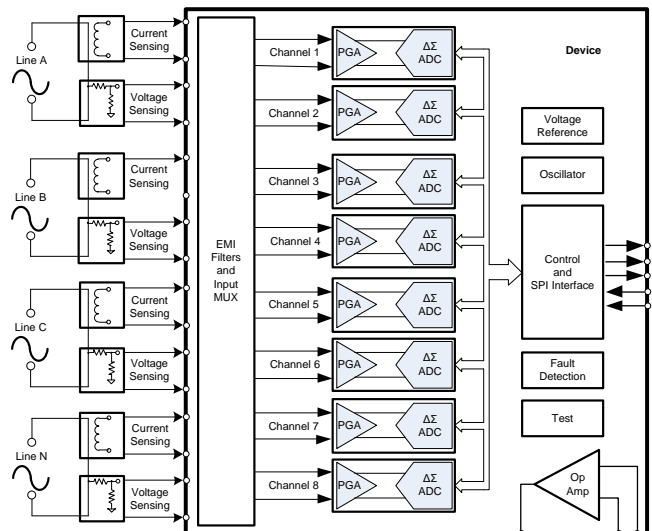 Line A
Current
Sensing
Voltage
Sensing
Line B
Current
Sensing
Voltage
Sensing
Line C
Current
Sensing
Voltage
Sensing
Line N
Current
Sensing
Voltage
Sensing
EMI
Filters
and
Input
MUX
Channel 1
PGA
ΔΣ
ADC
Channel 2
PGA
ΔΣ
ADC
Channel 3
PGA
ΔΣ
ADC
Channel 4
PGA
ΔΣ
ADC
Channel 5
PGA
ΔΣ
ADC
Channel 6
PGA
ΔΣ
ADC
Channel 7
PGA
ΔΣ
ADC
Channel 8
PGA
ΔΣ
ADC
Device
Voltage
Reference
Oscillator
Control
and
SPI Interface
Fault
Detection
Test
Op
Amp